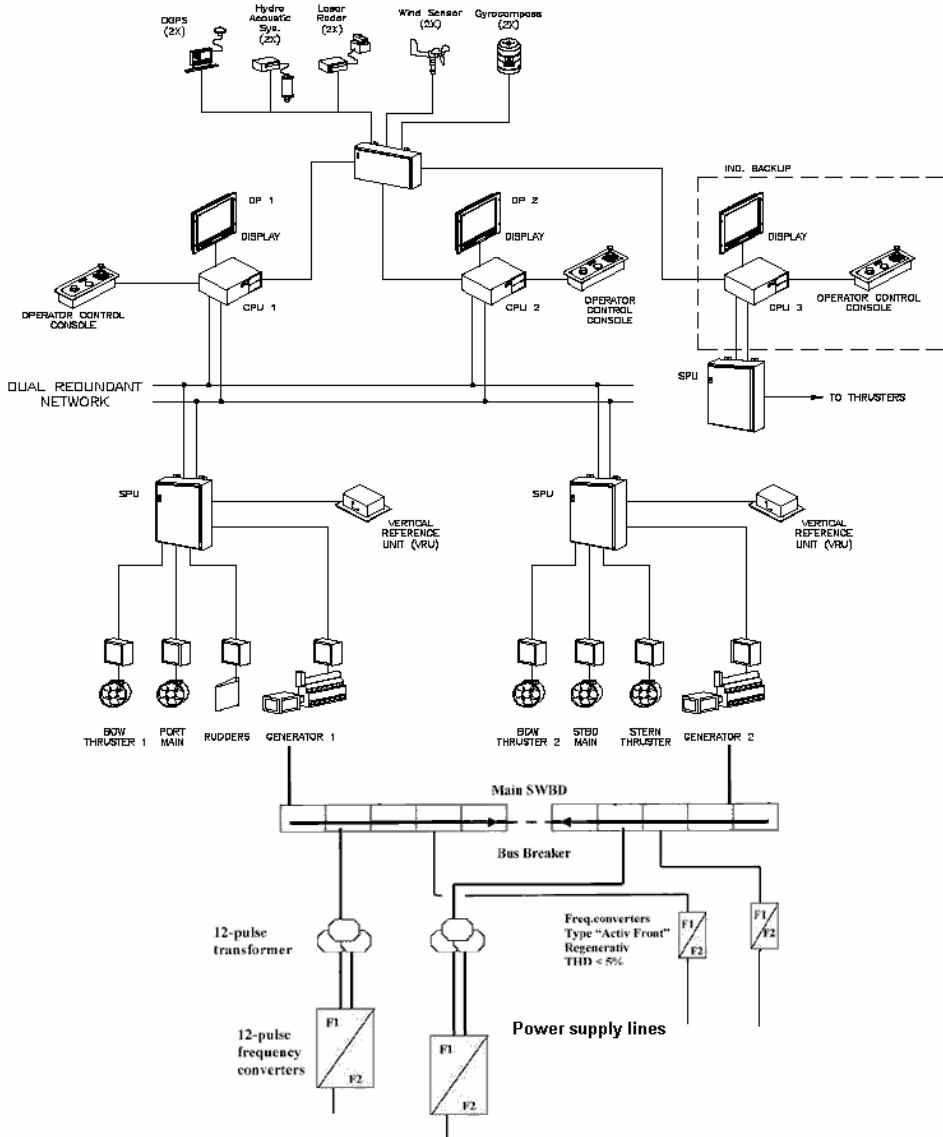 DGPS
(2X)
Hydro
Acoustic
Sys.
(2X)
Laser
Radar
(2X)
Wind Sensor
(2X)
Gyrocompass
(2X)
IND. BACKUP
DP 1
DISPLAY
DP 2
DISPLAY
DISPLAY
OPERATOR CONTROL
CONSOLE
CPU 1
CPU 2
OPERATOR
CONTROL
CONSOLE
CPU 3
OPERATOR CONTROL
CONSOLE
DUAL REDUNDANT
NETWORK
SPU
TO THRUSTERS
SPU
VERTICAL
REFERENCE
UNIT (VRU)
SPU
VERTICAL
REFERENCE
UNIT (VRU)
BOW
THRUSTER 1
PORT
MAIN
RUDDERS
GENERATOR 1
BOW
THRUSTER 2
STBD
MAIN
STERN
THRUSTER
GENERATOR 2
Main SWBD
Bus Breaker
12-pulse
transformer
Freq.converters
Type "Activ Front"
Regenerativ
THD < 5%
F1
F2
F1
F2
12-pulse
frequency
converters
F1
F2
F1
F2
Power supply lines